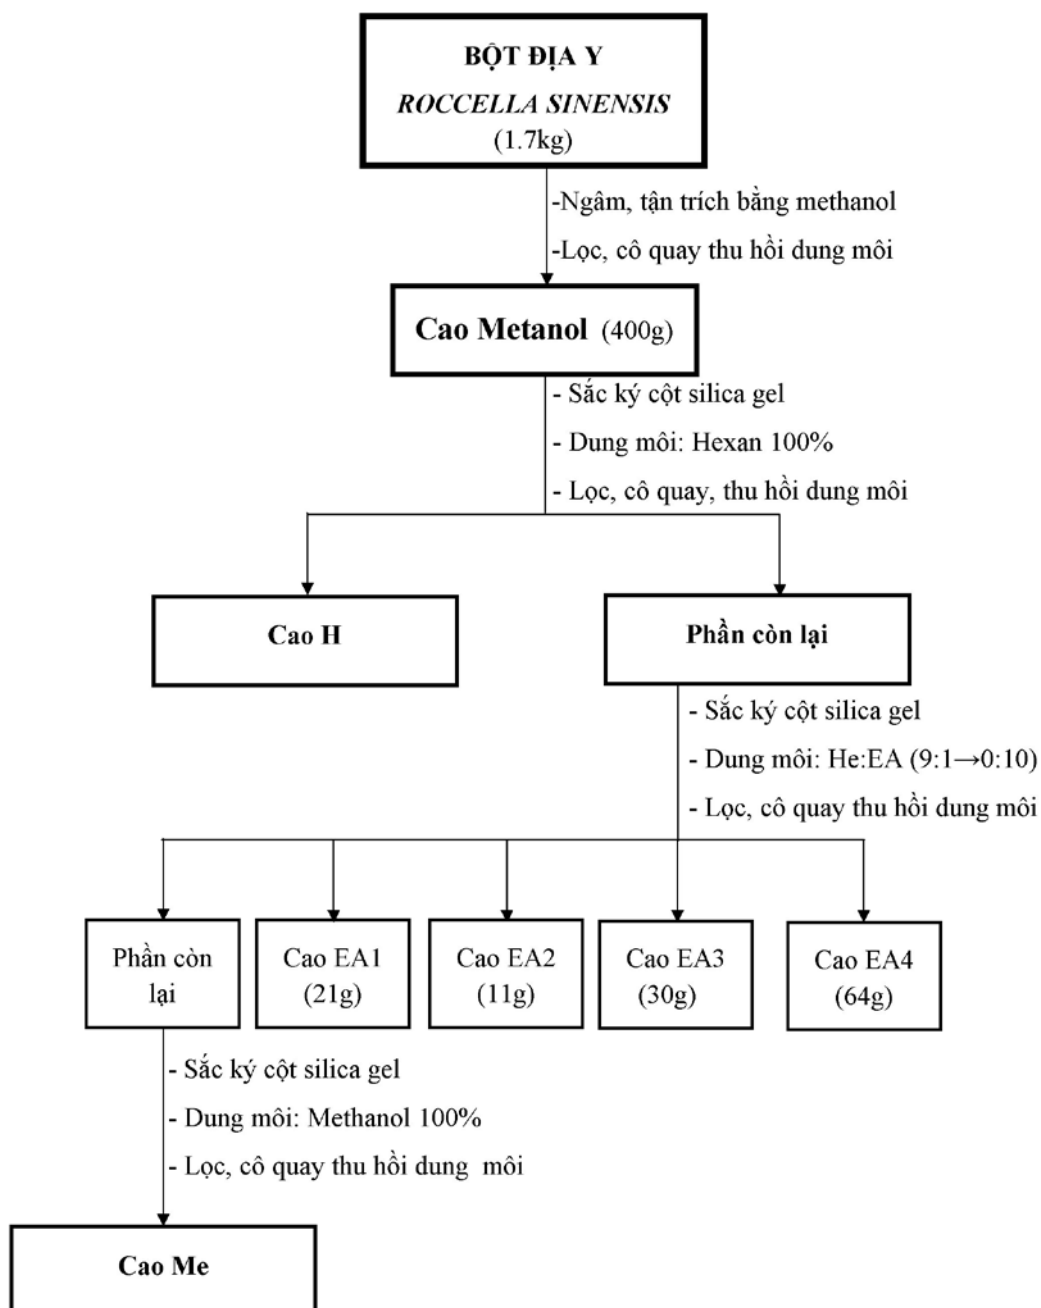 BỘT ĐỊA Y
ROCCELLA SINENSIS
(1.7kg)
-Ngâm, tận trích bằng methanol
-Lọc, cô quay thu hồi dung môi
Cao Metanol (400g)
- Sắc ký cột silica gel
- Dung môi: Hexan 100%
- Lọc, cô quay, thu hồi dung môi
Cao H
Phần còn lại
- Sắc ký cột silica gel
- Dung môi: He:EA (9:1→0:10)
- Lọc, cô quay thu hồi dung môi
Phần còn
lại
Cao EA1
(21g)
Cao EA2
(11g)
Cao EA3
(30g)
Cao EA4
(64g)
- Sắc ký cột silica gel
- Dung môi: Methanol 100%
- Lọc, cô quay thu hồi dung môi
Cao Me